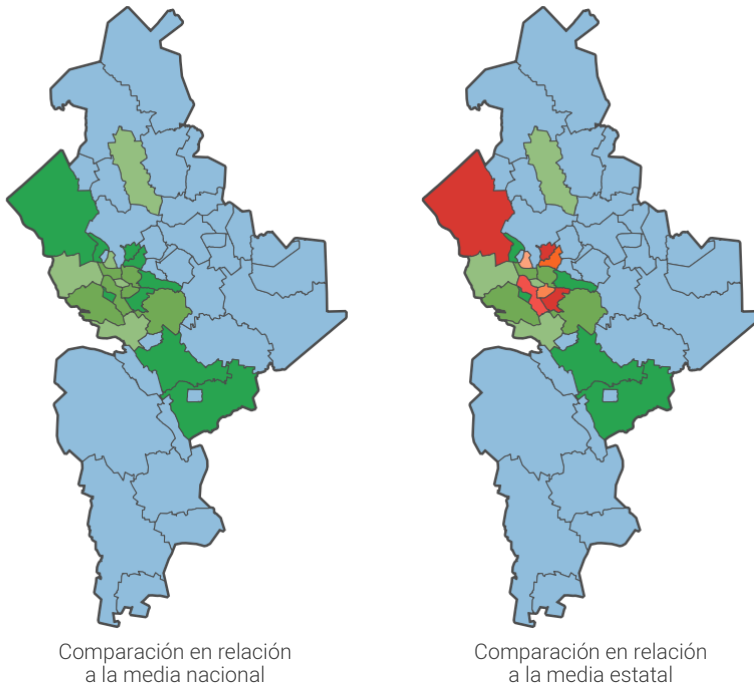 Comparación en relación
a la media nacional
Comparación en relación
a la media estatal